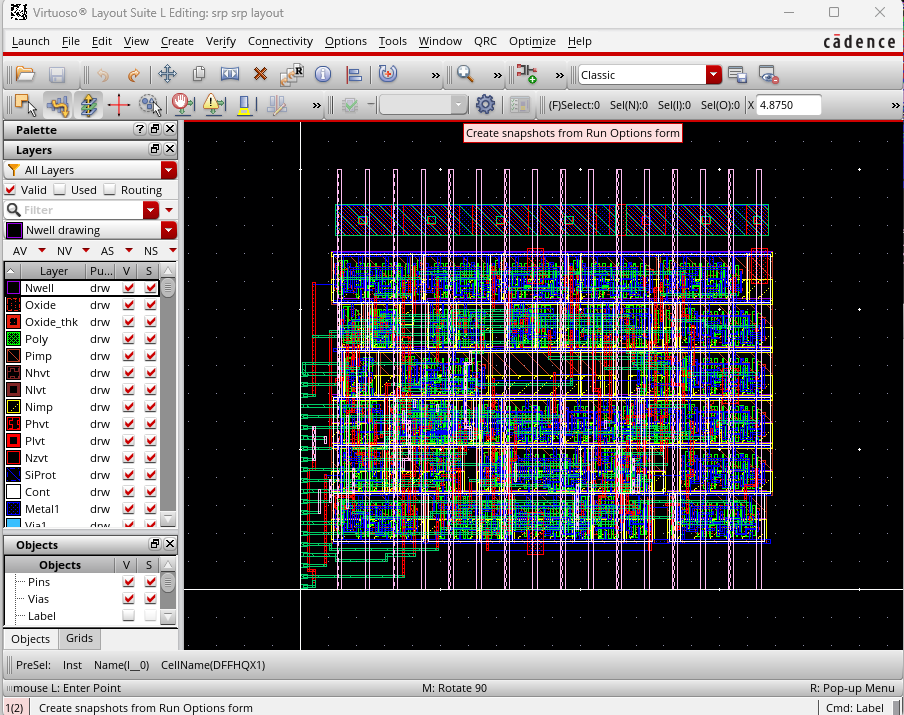 Virtuoso® Layout Suite L Editing: srp srp layout
Launch File Edit View Create Verify Connectivity Options Tools Window QRC Optimize Help
cādence
Classic
(F)Select:0 Sel(N):0 Sel(I):0 Sel(O):0 X 4.8750
Create snapshots from Run Options form
Palette
Layers
All Layers
Valid Used Routing
Filter
Nwell drawing
AV NV AS NS
Layer Pu... V S
Nwell drw
Oxide drw
Oxide_thk drw
Poly drw
Pimp drw
Nhvt drw
Nlvt drw
Nimp drw
Phvt drw
Plvt drw
Nzvt drw
SiProt drw
Cont drw
Metal1 drw
Via1 drw
Objects
Objects V S
Pins
Vias
Label
Objects Grids
PreSel: Inst Name(I__0) CellName(DFFHQX1)
mouse L: Enter Point M: Rotate 90 R: Pop-up Menu
1(2) Create snapshots from Run Options form Cmd: Label